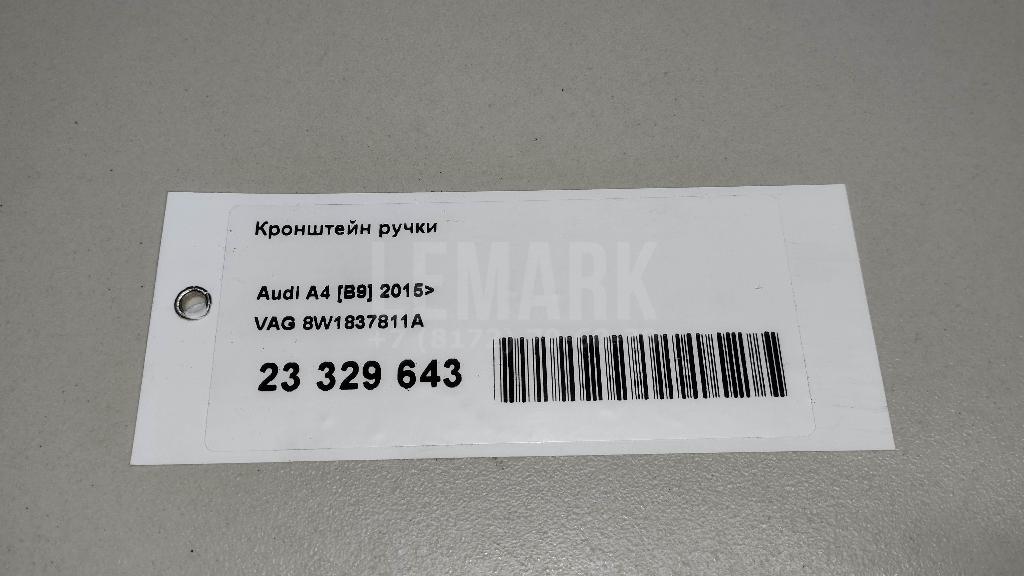 Кронштейн ручки
LEMARK
Audi A4 [B9] 2015>
VAG 8W1837811A
23 329 643